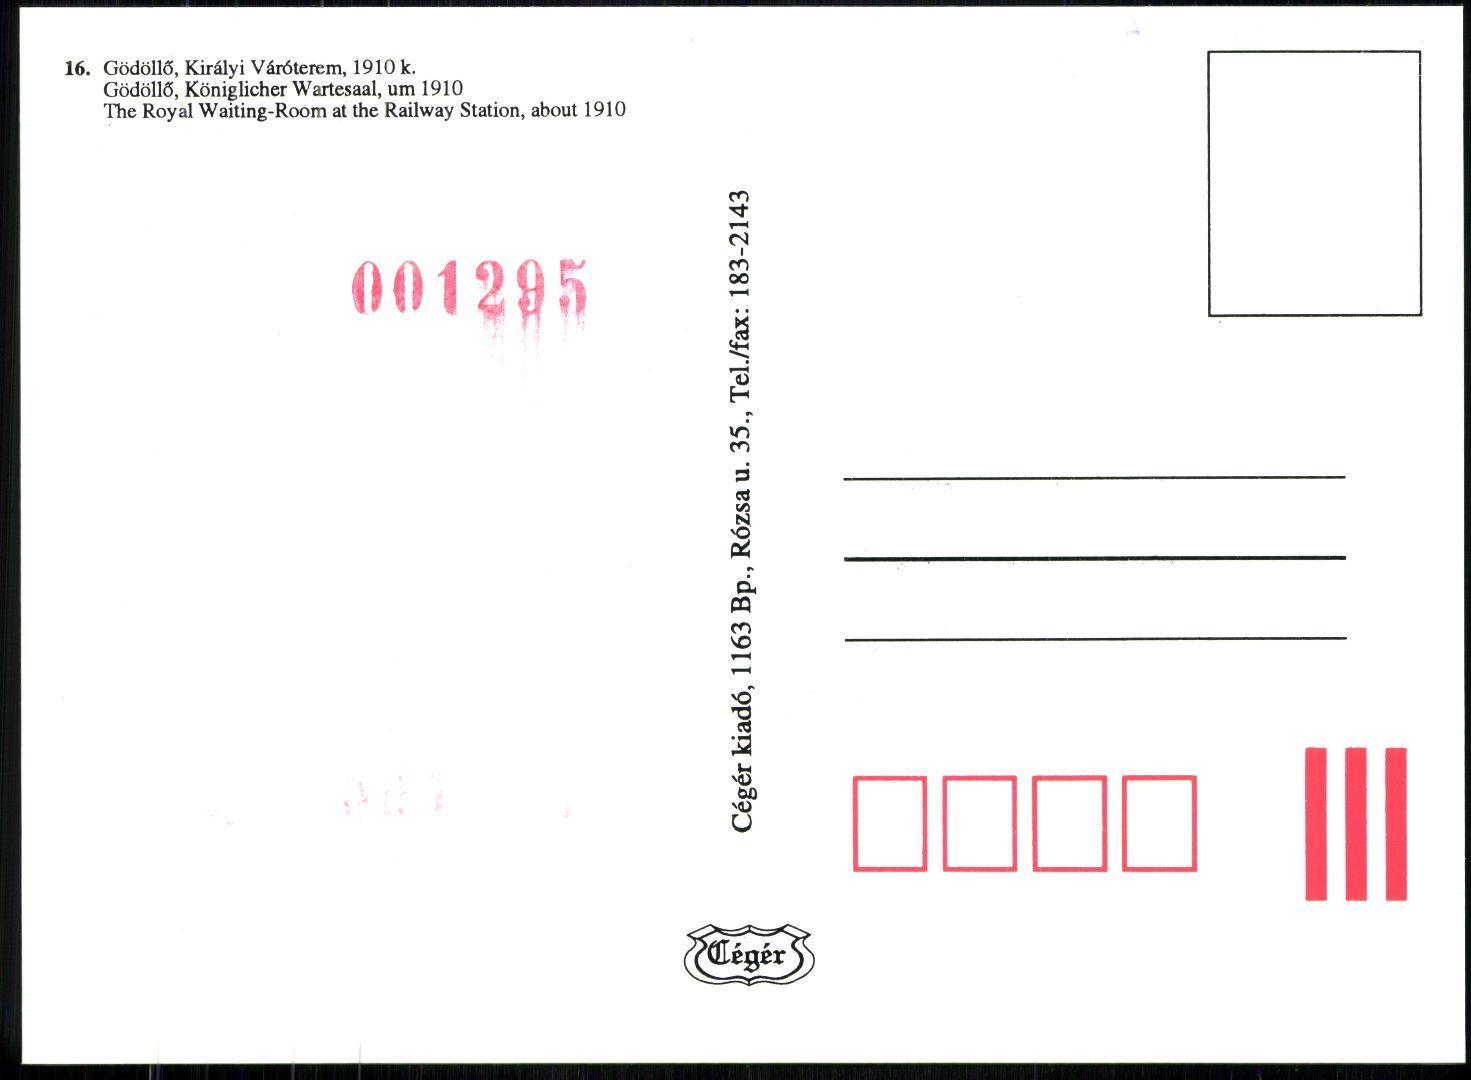 16. Gödöllő, Királyi Váróterem, 1910 k.
Gödöllő, Königlicher Wartesaal, um 1910
The Royal Waiting-Room at the Railway Station, about 1910
001295
Cégér kiadó, 1163 Bp., Rózsa u. 35., Tel./fax: 183-2143
Cégér